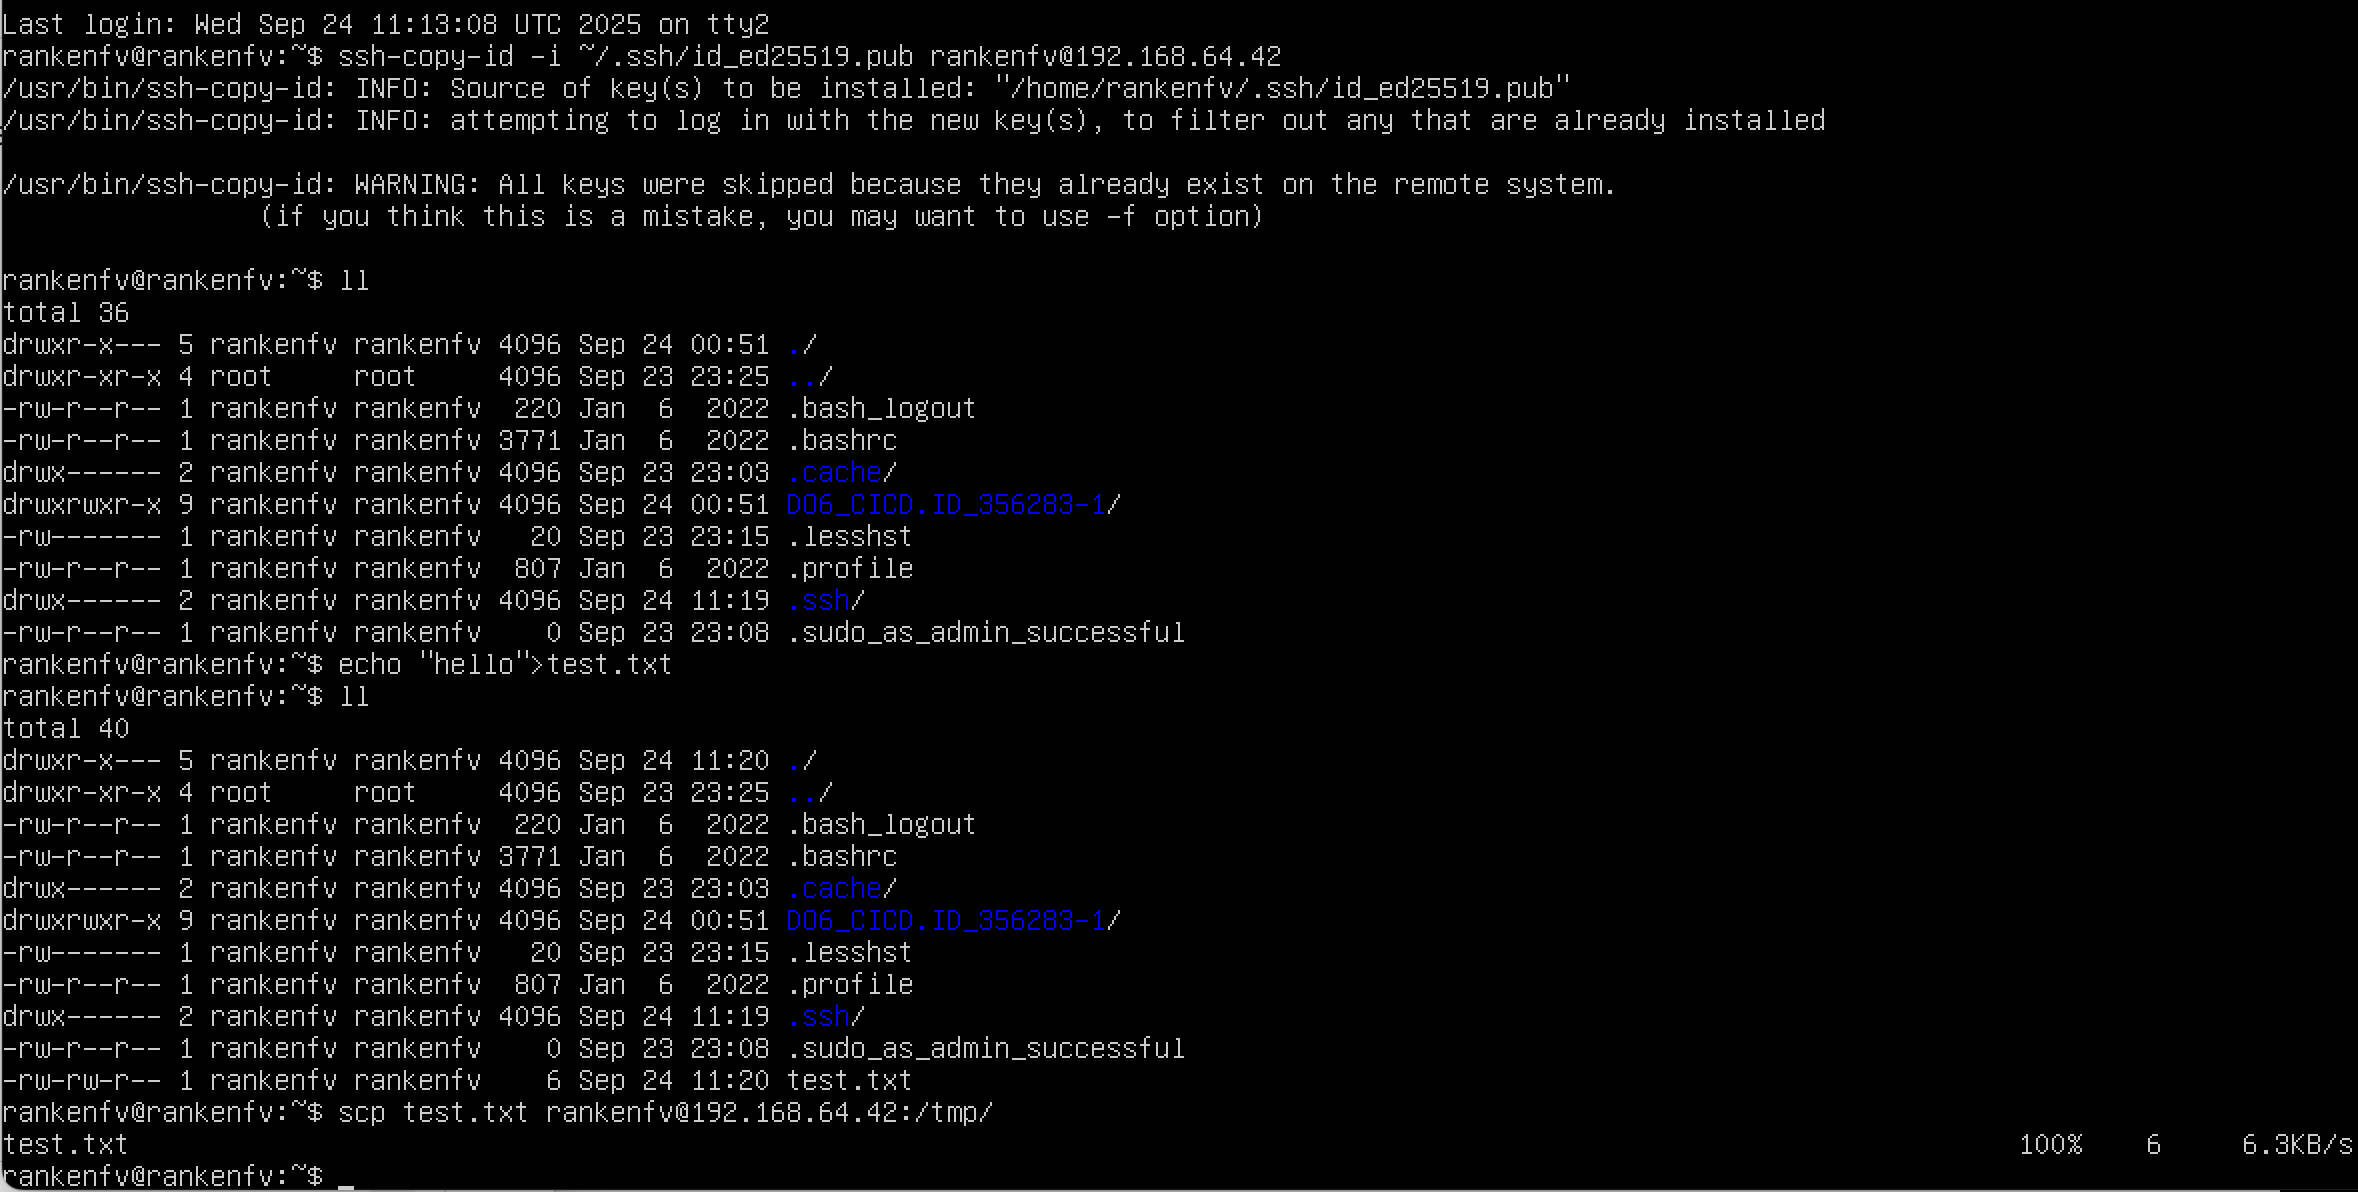 Last login: Wed Sep 24 11:13:08 UTC 2025 on tty2
rankenfv@rankenfv:~$ ssh-copy-id -i ~/.ssh/id_ed25519.pub rankenfv@192.168.64.42
/usr/bin/ssh-copy-id: INFO: Source of key(s) to be installed: "/home/rankenfv/.ssh/id_ed25519.pub"
/usr/bin/ssh-copy-id: INFO: attempting to log in with the new key(s), to filter out any that are already installed
/usr/bin/ssh-copy-id: WARNING: All keys were skipped because they already exist on the remote system.
(if you think this is a mistake, you may want to use -f option)
rankenfv@rankenfv:~$ ll
total 36
drwxr-x--- 5 rankenfv rankenfv 4096 Sep 24 00:51 ./
drwxr-xr-x 4 root     root     4096 Sep 23 23:25 ../
-rw-r--r-- 1 rankenfv rankenfv  220 Jan  6  2022 .bash_logout
-rw-r--r-- 1 rankenfv rankenfv 3771 Jan  6  2022 .bashrc
drwx------ 2 rankenfv rankenfv 4096 Sep 23 23:03 .cache/
drwxrwxr-x 9 rankenfv rankenfv 4096 Sep 24 00:51 DO6_CICD.ID_356283-1/
-rw------- 1 rankenfv rankenfv   20 Sep 23 23:15 .lesshst
-rw-r--r-- 1 rankenfv rankenfv  807 Jan  6  2022 .profile
drwx------ 2 rankenfv rankenfv 4096 Sep 24 11:19 .ssh/
-rw-r--r-- 1 rankenfv rankenfv    0 Sep 23 23:08 .sudo_as_admin_successful
rankenfv@rankenfv:~$ echo "hello">test.txt
rankenfv@rankenfv:~$ ll
total 40
drwxr-x--- 5 rankenfv rankenfv 4096 Sep 24 11:20 ./
drwxr-xr-x 4 root     root     4096 Sep 23 23:25 ../
-rw-r--r-- 1 rankenfv rankenfv  220 Jan  6  2022 .bash_logout
-rw-r--r-- 1 rankenfv rankenfv 3771 Jan  6  2022 .bashrc
drwx------ 2 rankenfv rankenfv 4096 Sep 23 23:03 .cache/
drwxrwxr-x 9 rankenfv rankenfv 4096 Sep 24 00:51 DO6_CICD.ID_356283-1/
-rw------- 1 rankenfv rankenfv   20 Sep 23 23:15 .lesshst
-rw-r--r-- 1 rankenfv rankenfv  807 Jan  6  2022 .profile
drwx------ 2 rankenfv rankenfv 4096 Sep 24 11:19 .ssh/
-rw-r--r-- 1 rankenfv rankenfv    0 Sep 23 23:08 .sudo_as_admin_successful
-rw-rw-r-- 1 rankenfv rankenfv    6 Sep 24 11:20 test.txt
rankenfv@rankenfv:~$ scp test.txt rankenfv@192.168.64.42:/tmp/
test.txt 100% 6 6.3KB/s
rankenfv@rankenfv:~$ _